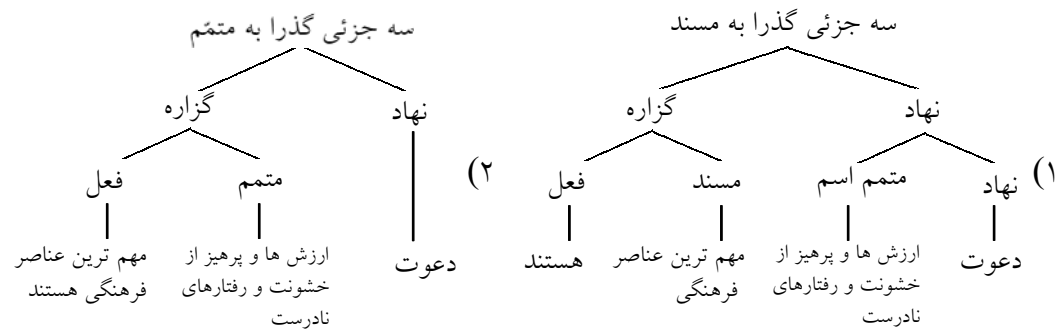 سه جزئی گذرا به مسند
نهاد
گزاره
۱)
نهاد
متمم اسم
مسند
فعل
دعوت
ارزش ها و پرهیز از
خشونت و رفتارهای
نادرست
مهم ترین عناصر
فرهنگی
هستند
سه جزئی گذرا به متمّم
نهاد
گزاره
۲)
متمم
فعل
دعوت
ارزش ها و پرهیز از
خشونت و رفتارهای
نادرست
مهم ترین عناصر
فرهنگی هستند